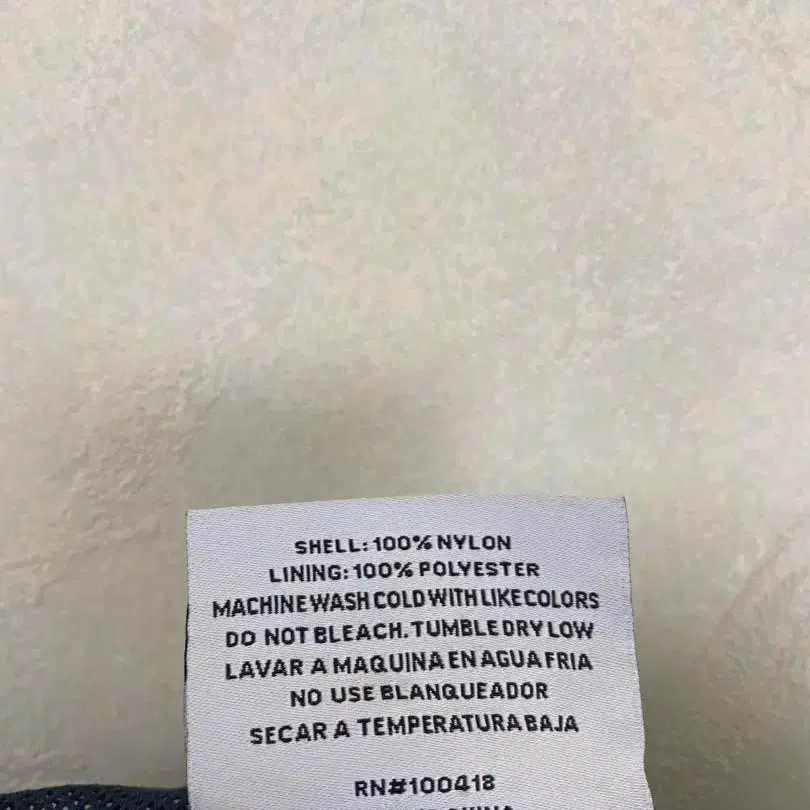 SHELL: 100% NYLON
LINING: 100% POLYESTER
MACHINE WASH COLD WITH LIKE COLORS
DO NOT BLEACH. TUMBLE DRY LOW
LAVAR A MAQUINA EN AGUA FRIA
NO USE BLANQUEADOR
SECAR A TEMPERATURA BAJA
RN#100418